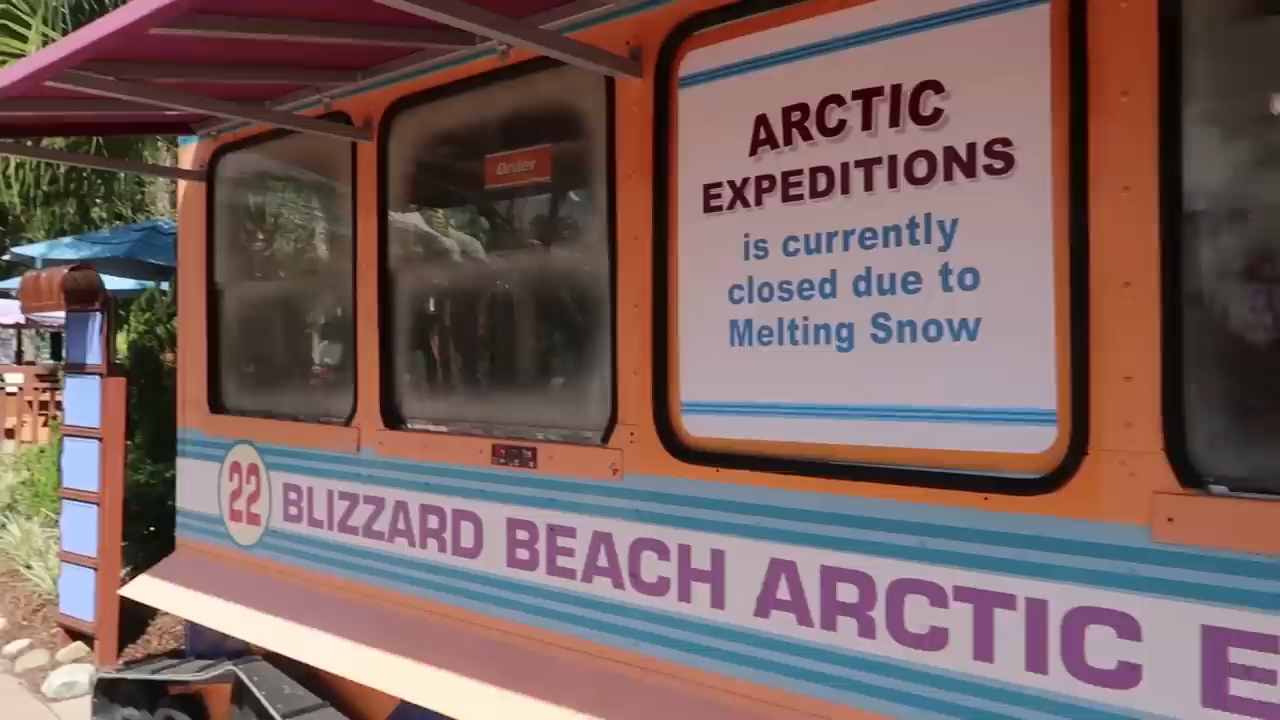 Order
ARCTIC
EXPEDITIONS
is currently
closed due to
Melting Snow
22 BLIZZARD BEACH ARCTIC E